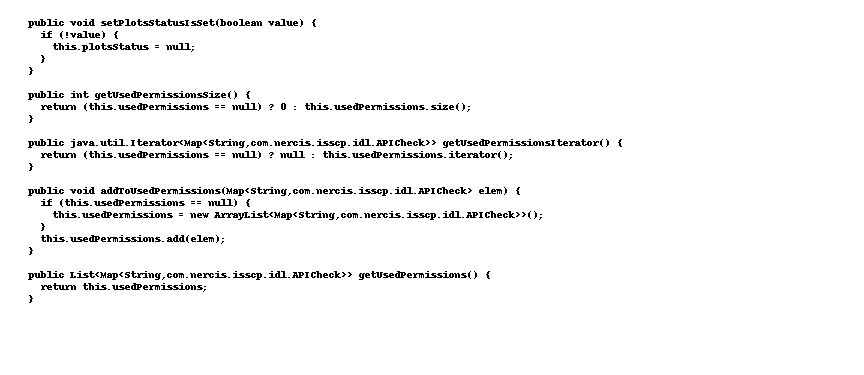 public void setPlotsStatusIsSet(boolean value) {
if (!value) {
this.plotsStatus = null;
}
}
public int getUsedPermissionsSize() {
return (this.usedPermissions == null) ? 0 : this.usedPermissions.size();
}
public java.util.Iterator<Map<String,com.nercis.isscp.idl.APICheck>> getUsedPermissionsIterator() {
return (this.usedPermissions == null) ? null : this.usedPermissions.iterator();
}
public void addToUsedPermissions(Map<String,com.nercis.isscp.idl.APICheck> elem) {
if (this.usedPermissions == null) {
this.usedPermissions = new ArrayList<Map<String,com.nercis.isscp.idl.APICheck>>();
}
this.usedPermissions.add(elem);
}
public List<Map<String,com.nercis.isscp.idl.APICheck>> getUsedPermissions() {
return this.usedPermissions;
}